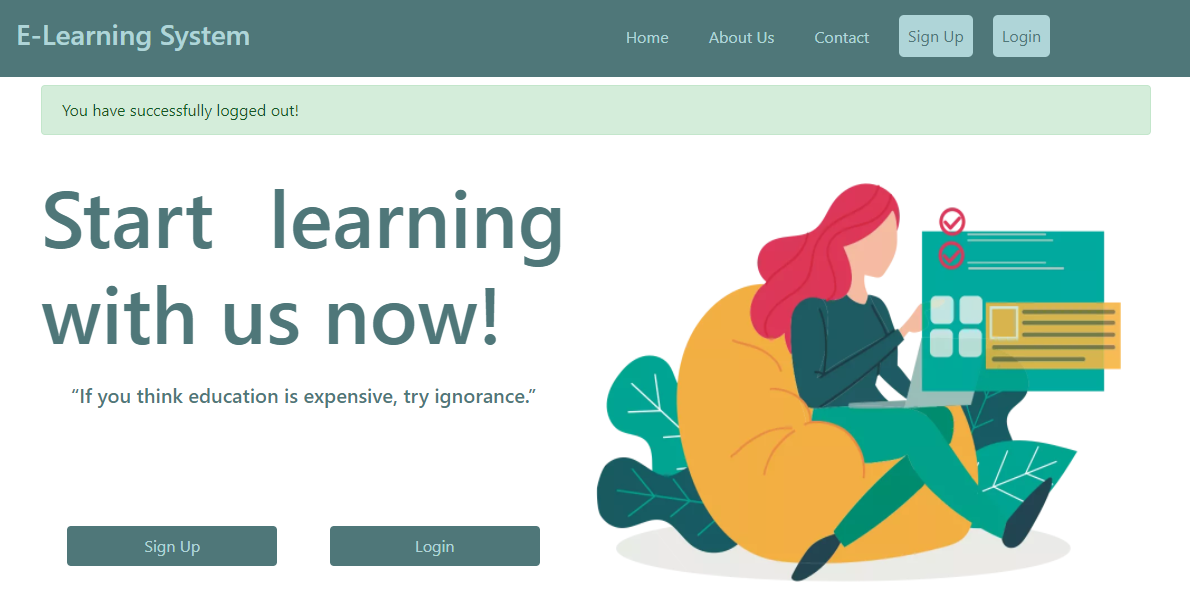 E-Learning System
Home About Us Contact Sign Up Login
You have successfully logged out!
Start learning
with us now!
“If you think education is expensive, try ignorance.”
Sign Up Login